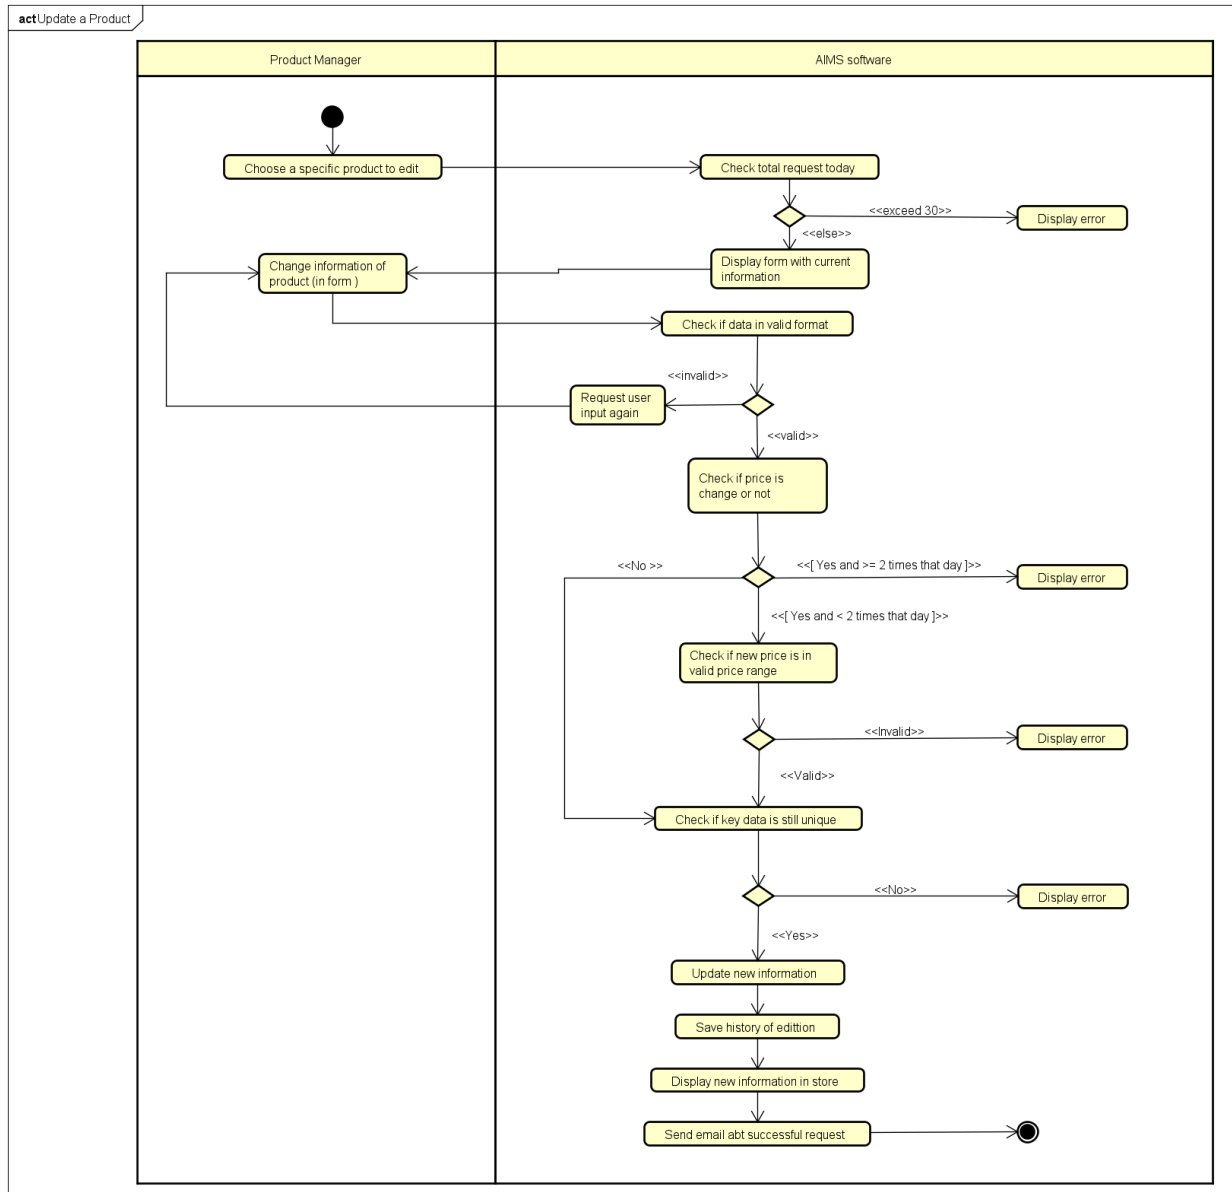 act Update a Product
Product Manager
AIMS software
Choose a specific product to edit
Check total request today
<<exceed 30>>
Display error
<<else>>
Display form with current
information
Change information of
product (in form )
Check if data in valid format
<<invalid>>
Request user
input again
<<valid>>
Check if price is
change or not
<<No >>
<<[ Yes and >= 2 times that day ]>>
Display error
<<[ Yes and < 2 times that day ]>>
Check if new price is in
valid price range
<<Invalid>>
Display error
<<Valid>>
Check if key data is still unique
<<No>>
Display error
<<Yes>>
Update new information
Save history of edittion
Display new information in store
Send email abt successful request